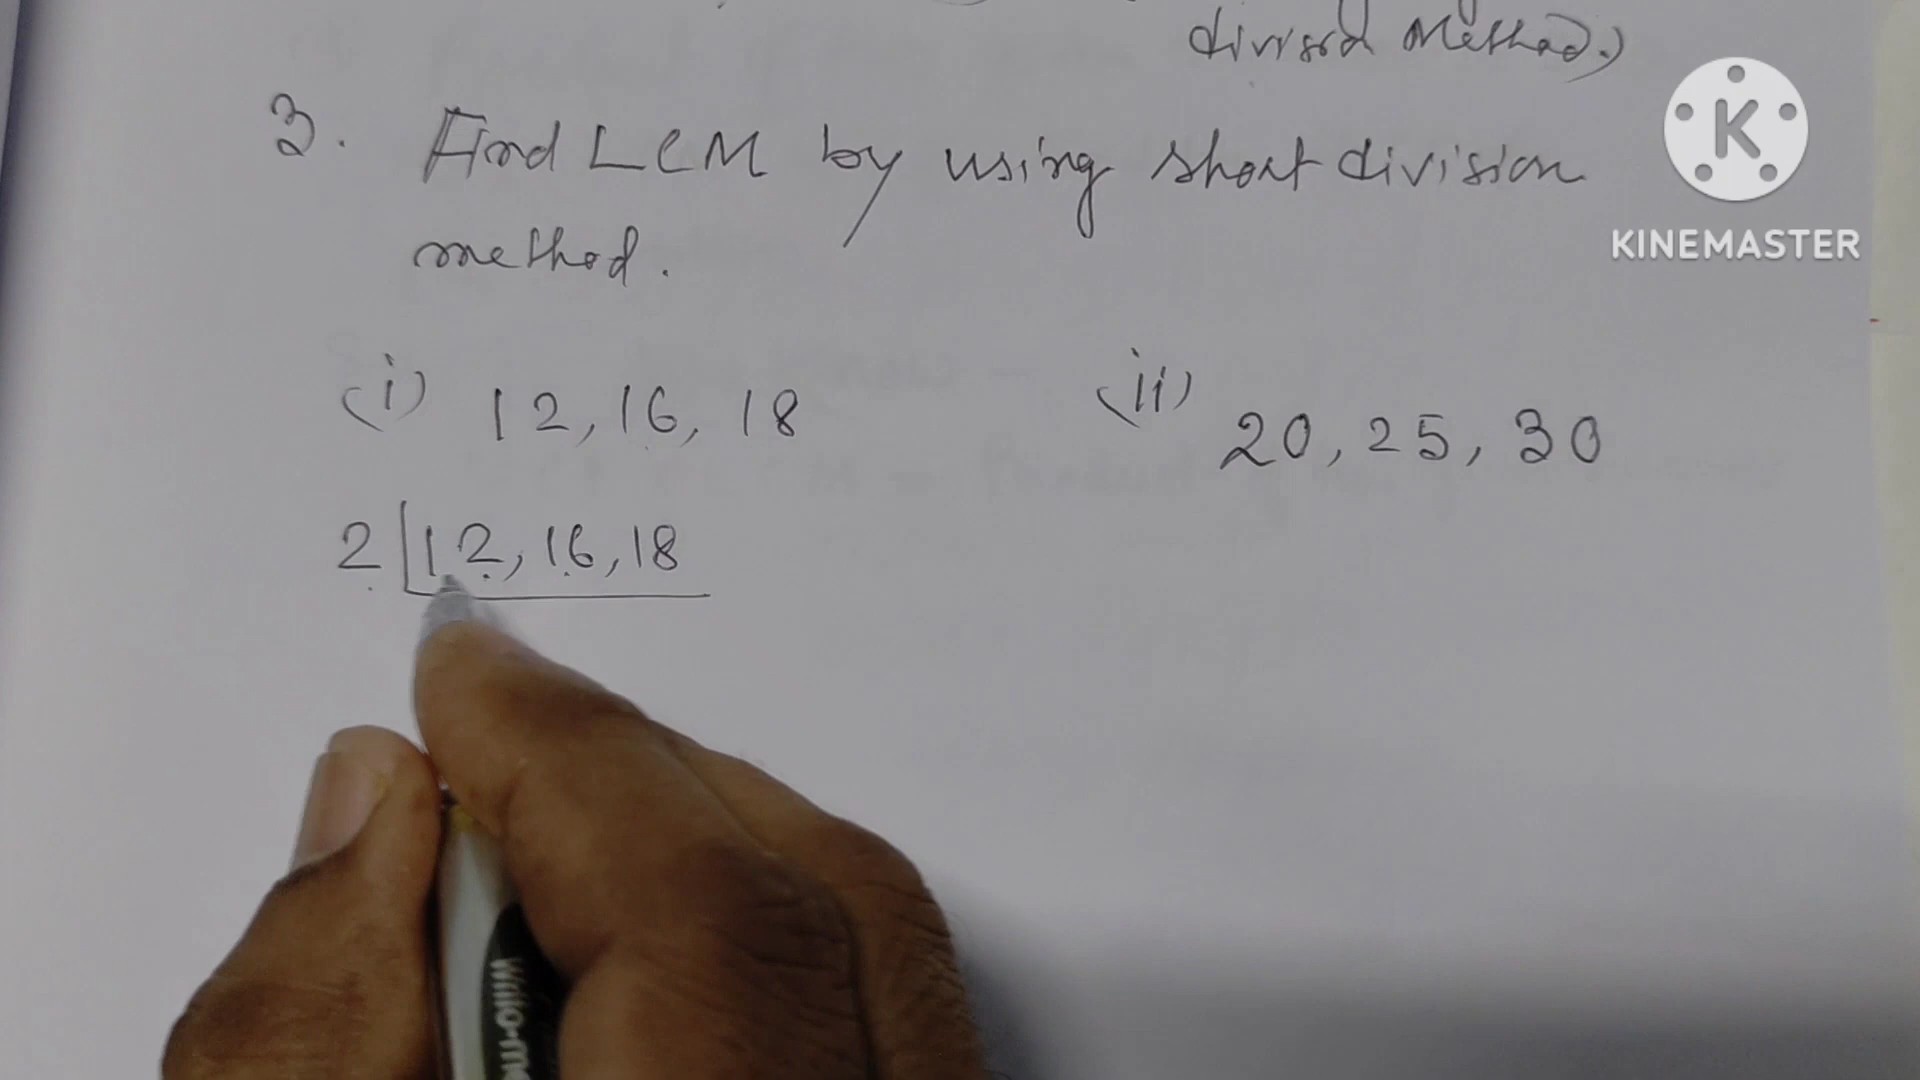 division Method.)
3. Find LCM by using short division
method.
(i) 12, 16, 18
(ii) 20, 25, 30
2 12, 16, 18
K
KINEMASTER